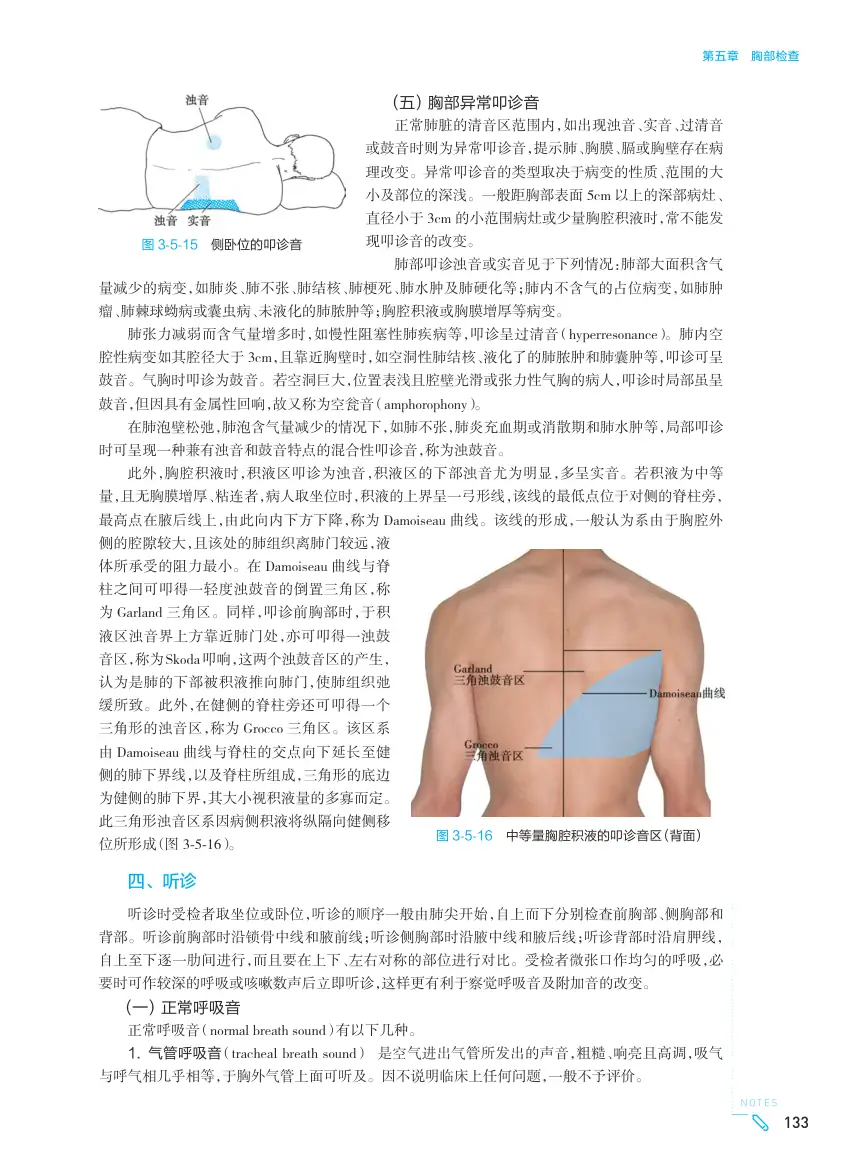 第五章 胸部检查
浊音
浊音 实音
图 3-5-15 侧卧位的叩诊音
（五）胸部异常叩诊音
正常肺脏的清音区范围内，如出现浊音、实音、过清音
或鼓音时则为异常叩诊音，提示肺、胸膜、膈或胸壁存在病
理改变。异常叩诊音的类型取决于病变的性质、范围的大
小及部位的深浅。一般距胸部表面 5cm 以上的深部病灶、
直径小于 3cm 的小范围病灶或少量胸腔积液时，常不能发
现叩诊音的改变。
肺部叩诊浊音或实音见于下列情况：肺部大面积含气
量减少的病变，如肺炎、肺不张、肺结核、肺梗死、肺水肿及肺硬化等；肺内不含气的占位病变，如肺肿
瘤、肺棘球蚴病或囊虫病、未液化的肺脓肿等；胸腔积液或胸膜增厚等病变。
肺张力减弱而含气量增多时，如慢性阻塞性肺疾病等，叩诊呈过清音（hyperresonance）。肺内空
腔性病变如其腔径大于 3cm，且靠近胸壁时，如空洞性肺结核、液化了的肺脓肿和肺囊肿等，叩诊可呈
鼓音。气胸时叩诊为鼓音。若空洞巨大，位置表浅且腔壁光滑或张力性气胸的病人，叩诊时局部虽呈
鼓音，但因具有金属性回响，故又称为空瓮音（amphorophony）。
在肺泡壁松弛，肺泡含气量减少的情况下，如肺不张，肺炎充血期或消散期和肺水肿等，局部叩诊
时可呈现一种兼有浊音和鼓音特点的混合性叩诊音，称为浊鼓音。
此外，胸腔积液时，积液区叩诊为浊音，积液区的下部浊音尤为明显，多呈实音。若积液为中等
量，且无胸膜增厚、粘连者，病人取坐位时，积液的上界呈一弓形线，该线的最低点位于对侧的脊柱旁，
最高点在腋后线上，由此向内下方下降，称为 Damoiseau 曲线。该线的形成，一般认为系由于胸腔外
侧的腔隙较大，且该处的肺组织离肺门较远，液
体所承受的阻力最小。在 Damoiseau 曲线与脊
柱之间可叩得一轻度浊鼓音的倒置三角区，称
为 Garland 三角区。同样，叩诊前胸部时，于积
液区浊音界上方靠近肺门处，亦可叩得一浊鼓
音区，称为Skoda叩响，这两个浊鼓音区的产生，
认为是肺的下部被积液推向肺门，使肺组织弛
缓所致。此外，在健侧的脊柱旁还可叩得一个
三角形的浊音区，称为 Grocco 三角区。该区系
由 Damoiseau 曲线与脊柱的交点向下延长至健
侧的肺下界线，以及脊柱所组成，三角形的底边
为健侧的肺下界，其大小视积液量的多寡而定。
此三角形浊音区系因病侧积液将纵隔向健侧移
位所形成（图 3-5-16）。
Garland
三角浊鼓音区
Damoiseau曲线
Grocco
三角浊音区
图 3-5-16 中等量胸腔积液的叩诊音区（背面）
四、听诊
听诊时受检者取坐位或卧位，听诊的顺序一般由肺尖开始，自上而下分别检查前胸部、侧胸部和
背部。听诊前胸部时沿锁骨中线和腋前线；听诊侧胸部时沿腋中线和腋后线；听诊背部时沿肩胛线，
自上至下逐一肋间进行，而且要在上下、左右对称的部位进行对比。受检者微张口作均匀的呼吸，必
要时可作较深的呼吸或咳嗽数声后立即听诊，这样更有利于察觉呼吸音及附加音的改变。
（一）正常呼吸音
正常呼吸音（normal breath sound）有以下几种。
1. 气管呼吸音（tracheal breath sound） 是空气进出气管所发出的声音，粗糙、响亮且高调，吸气
与呼气相几乎相等，于胸外气管上面可听及。因不说明临床上任何问题，一般不予评价。
NOTES
133